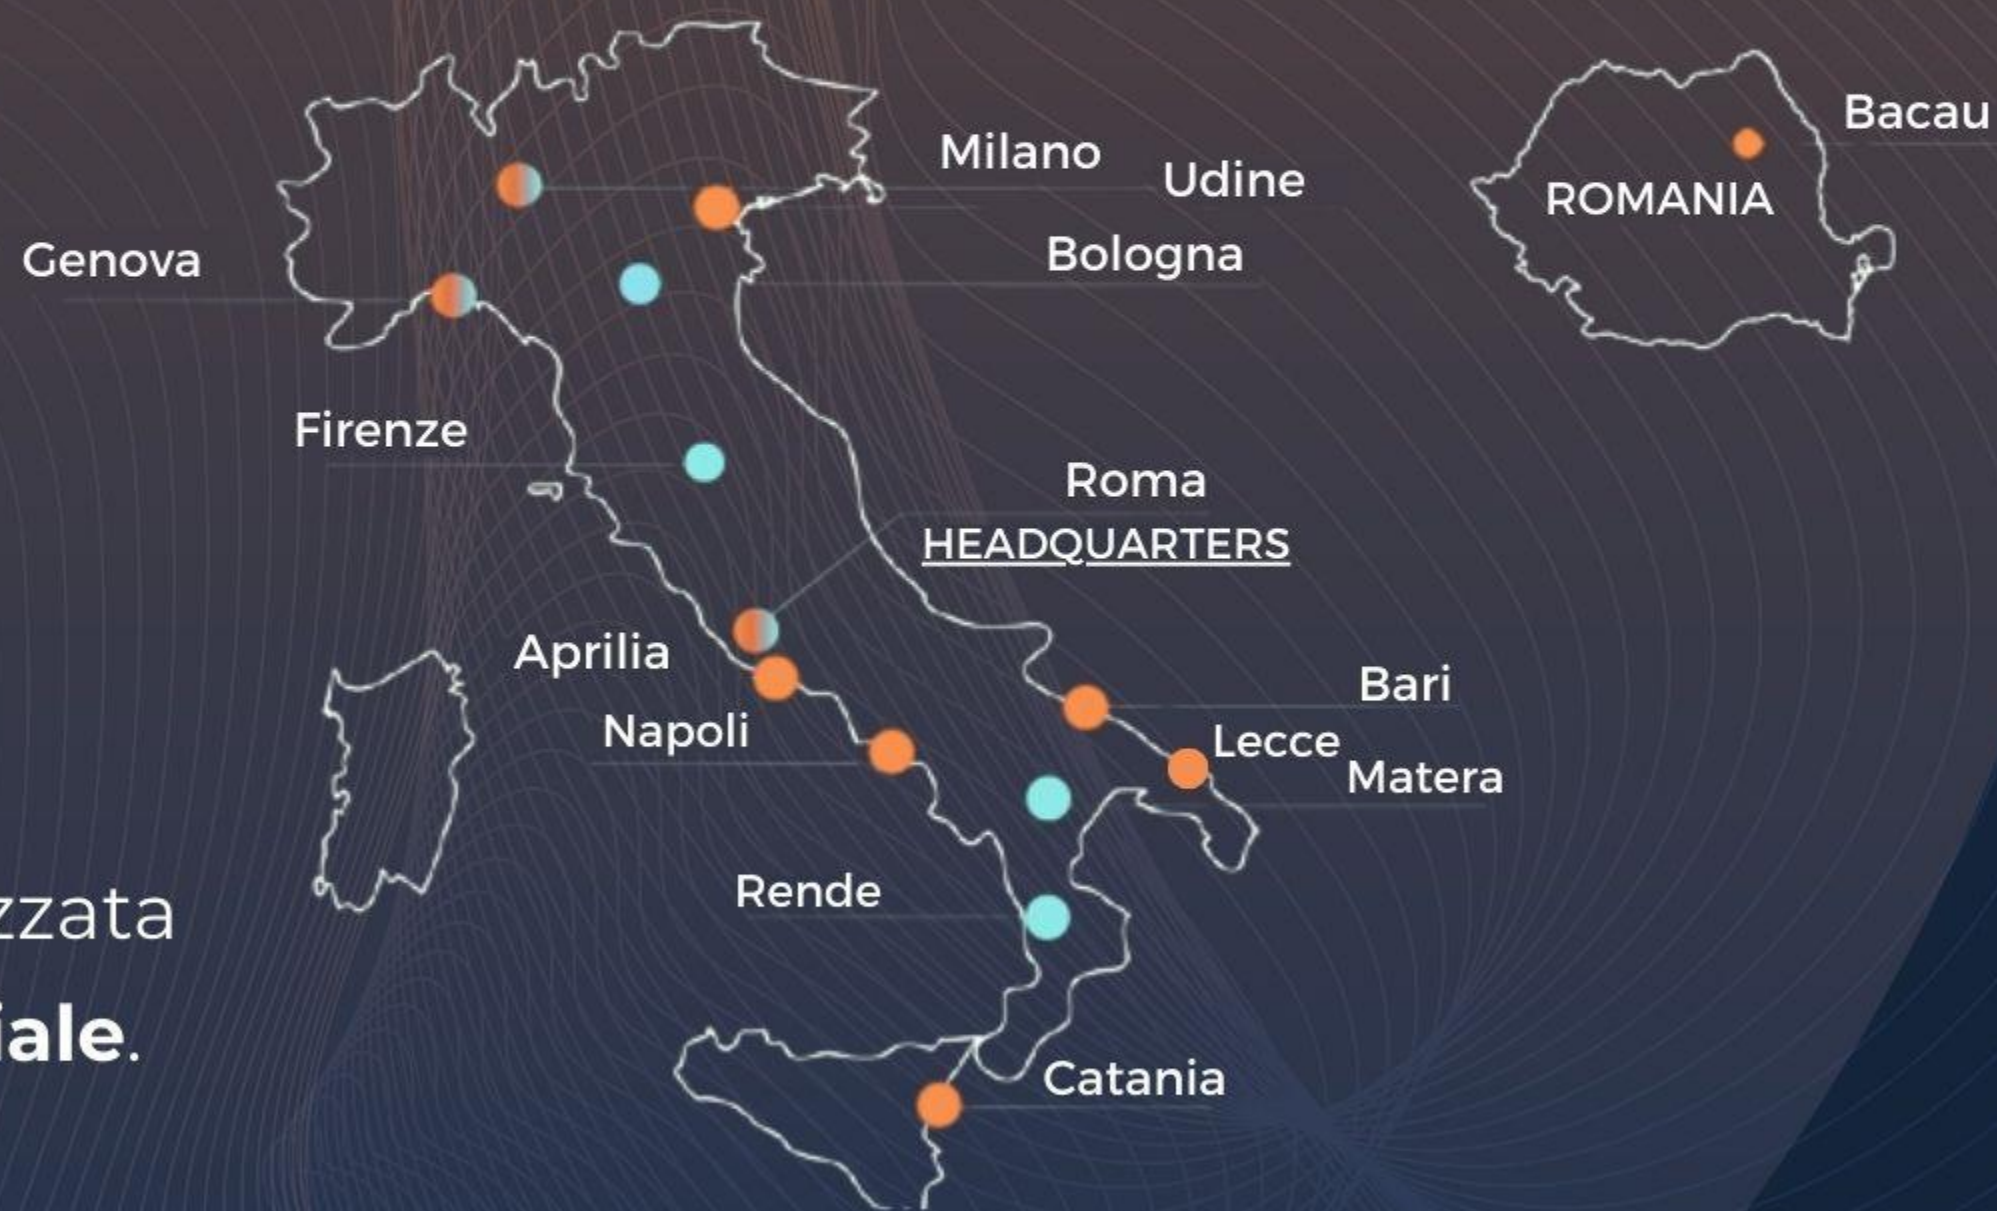 Bacau
Milano
Udine
ROMANIA
Genova
Bologna
Firenze
Roma
HEADQUARTERS
Aprilia
Bari
Napoli
Lecce
Matera
Rende
zzata
iale.
Catania